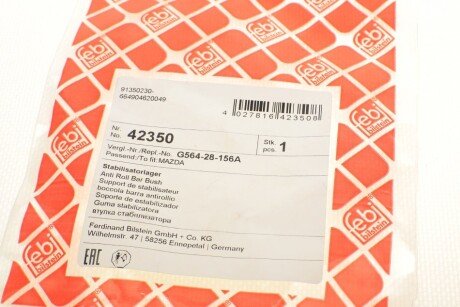 febi
bilstein
91350230-
684904620049
4 027816 423508
Nr.
No. 42350
Stk.
pcs. 1
Vergl.-Nr./Repl.-No. G564-28-156A
Passend:/To fit:MAZDA
Stabilisatorlager
Anti Roll Bar Bush
Support de stabilisateur
boccola barra antirollio
Soporte de estabilizador
Guma stabilizatora
втулка стабилизатора
Ferdinand Bilstein GmbH + Co. KG
Wilhelmstr. 47 | 58256 Ennepetal | Germany
EAC